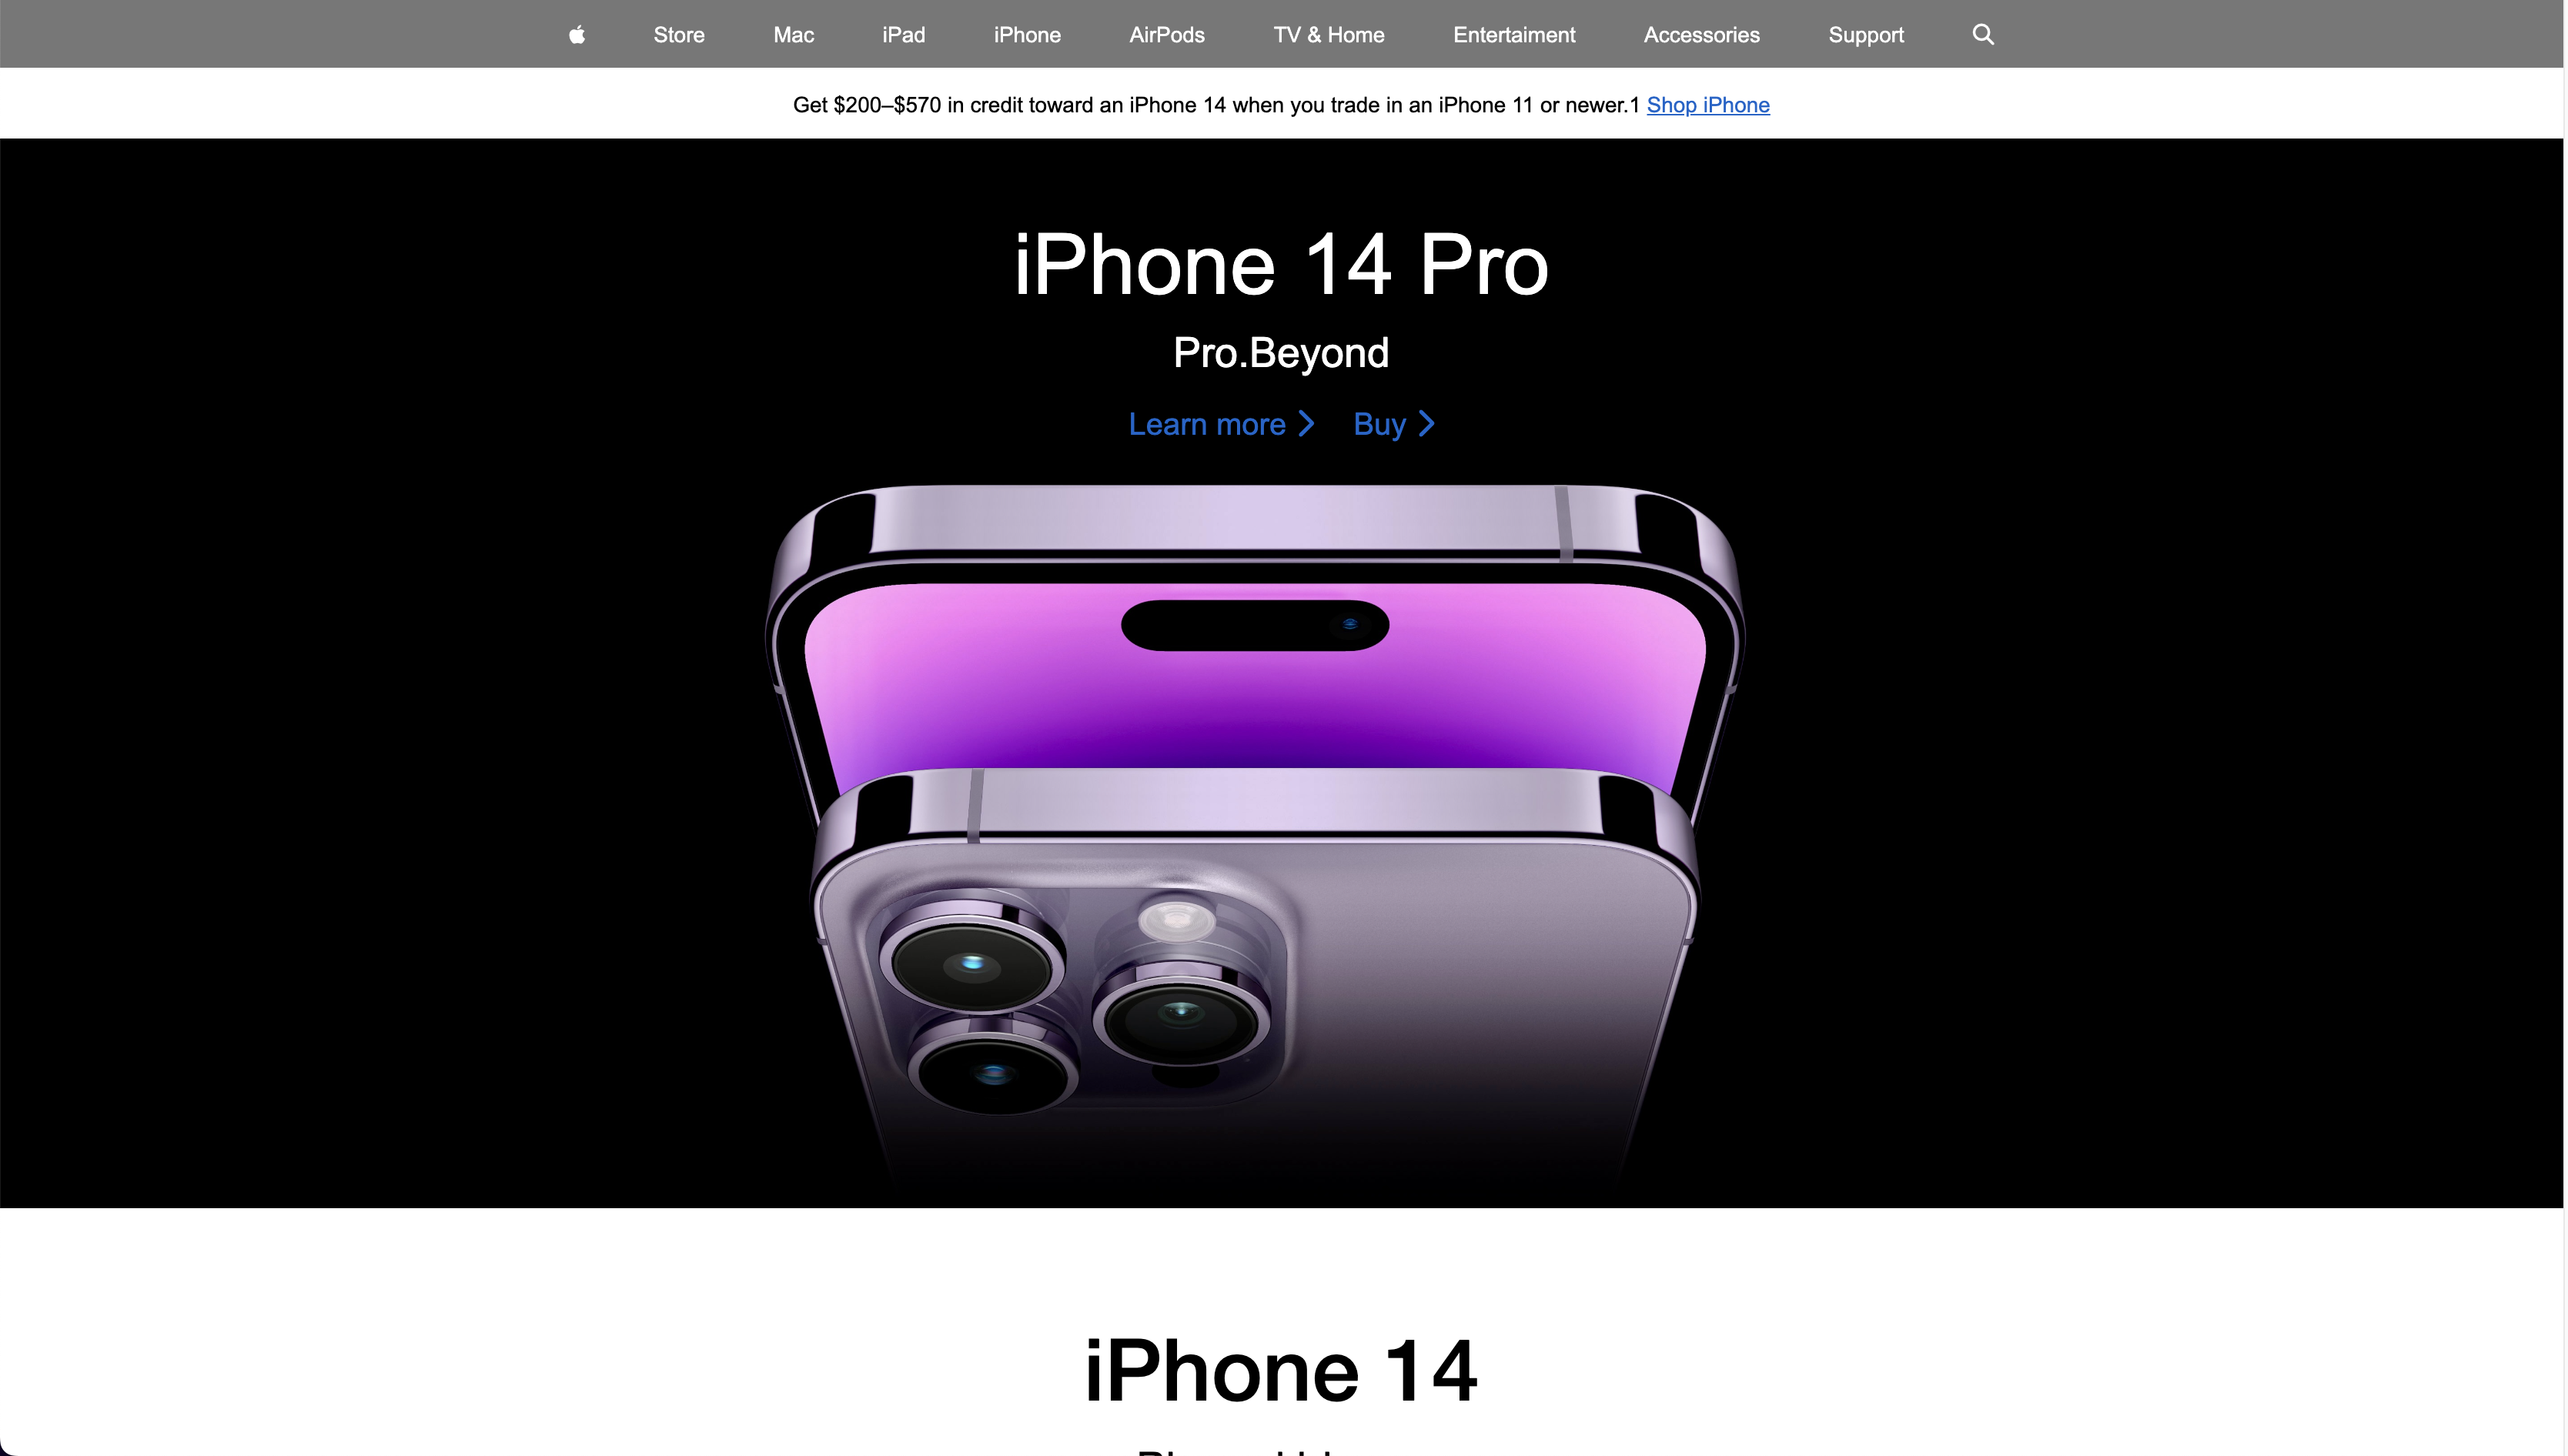 Store Mac iPad iPhone AirPods TV & Home Entertaiment Accessories Support
Get $200–$570 in credit toward an iPhone 14 when you trade in an iPhone 11 or newer.1 Shop iPhone
iPhone 14 Pro
Pro.Beyond
Learn more Buy
iPhone 14